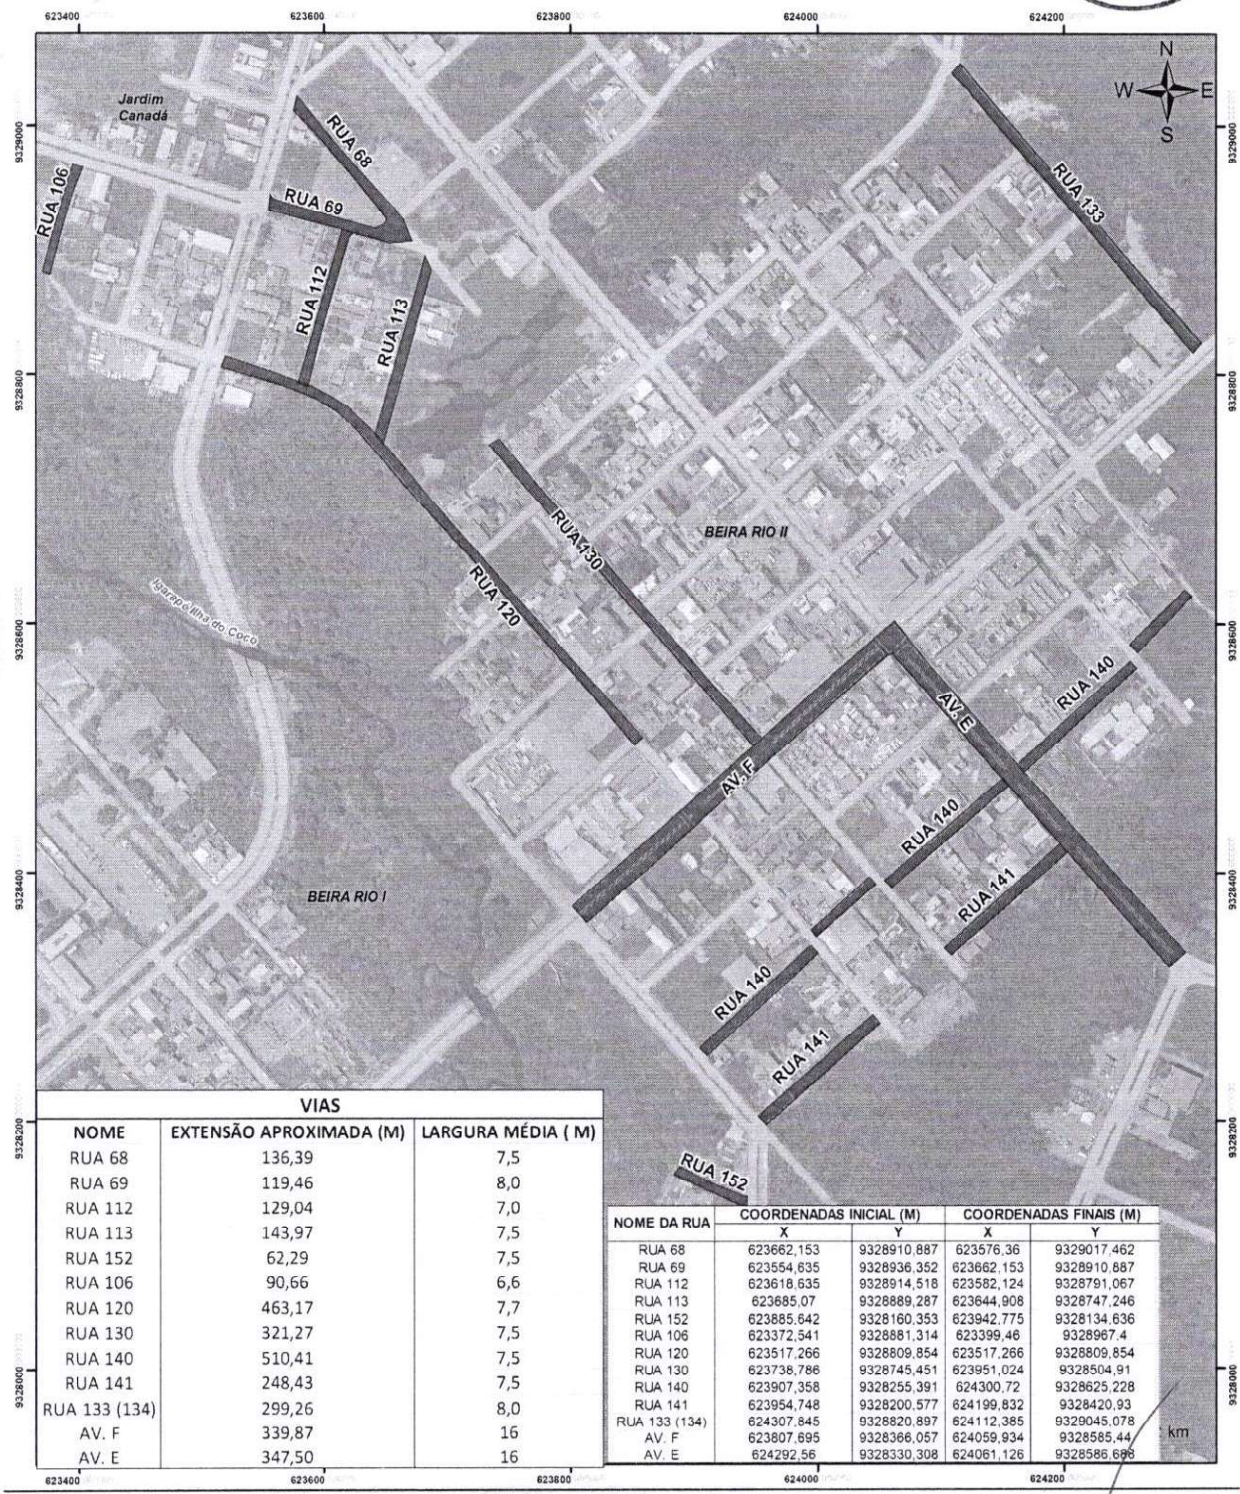 623400 623600 623800 624000 624200
N
W E
S
Jardim
Canadá
9329000 9329000
RUA 68
RUA 106
RUA 69
RUA 133
RUA 112
RUA 113
9328800 9328800
RUA 130
BEIRA RIO II
RUA 120
Igarapé Ilha do Coco
9328600 9328600
RUA 140
AV. E
AV. F
RUA 140
9328400 9328400
RUA 141
BEIRA RIO I
RUA 140
RUA 141
9328200 9328200
RUA 152
9328000 9328000
VIAS
NOME EXTENSÃO APROXIMADA (M) LARGURA MÉDIA ( M)
RUA 68 136,39 7,5
RUA 69 119,46 8,0
RUA 112 129,04 7,0
RUA 113 143,97 7,5
RUA 152 62,29 7,5
RUA 106 90,66 6,6
RUA 120 463,17 7,7
RUA 130 321,27 7,5
RUA 140 510,41 7,5
RUA 141 248,43 7,5
RUA 133 (134) 299,26 8,0
AV. F 339,87 16
AV. E 347,50 16
NOME DA RUA COORDENADAS INICIAL (M) COORDENADAS FINAIS (M)
X Y X Y
RUA 68 623662,153 9328910,887 623576,36 9329017,462
RUA 69 623554,635 9328936,352 623662,153 9328910,887
RUA 112 623618,635 9328914,518 623582,124 9328791,067
RUA 113 623685,07 9328889,287 623644,908 9328747,246
RUA 152 623885,642 9328160,353 623942,775 9328134,636
RUA 106 623372,541 9328881,314 623399,46 9328967,4
RUA 120 623517,266 9328809,854 623517,266 9328809,854
RUA 130 623738,786 9328745,451 623951,024 9328504,91
RUA 140 623907,358 9328255,391 624300,72 9328625,228
RUA 141 623954,748 9328200,577 624199,832 9328420,93
RUA 133 (134) 624307,845 9328820,897 624112,385 9329045,078
AV. F 623807,695 9328366,057 624059,934 9328585,44
AV. E 624292,56 9328330,308 624061,126 9328586,686
km
623400 623600 623800 624000 624200